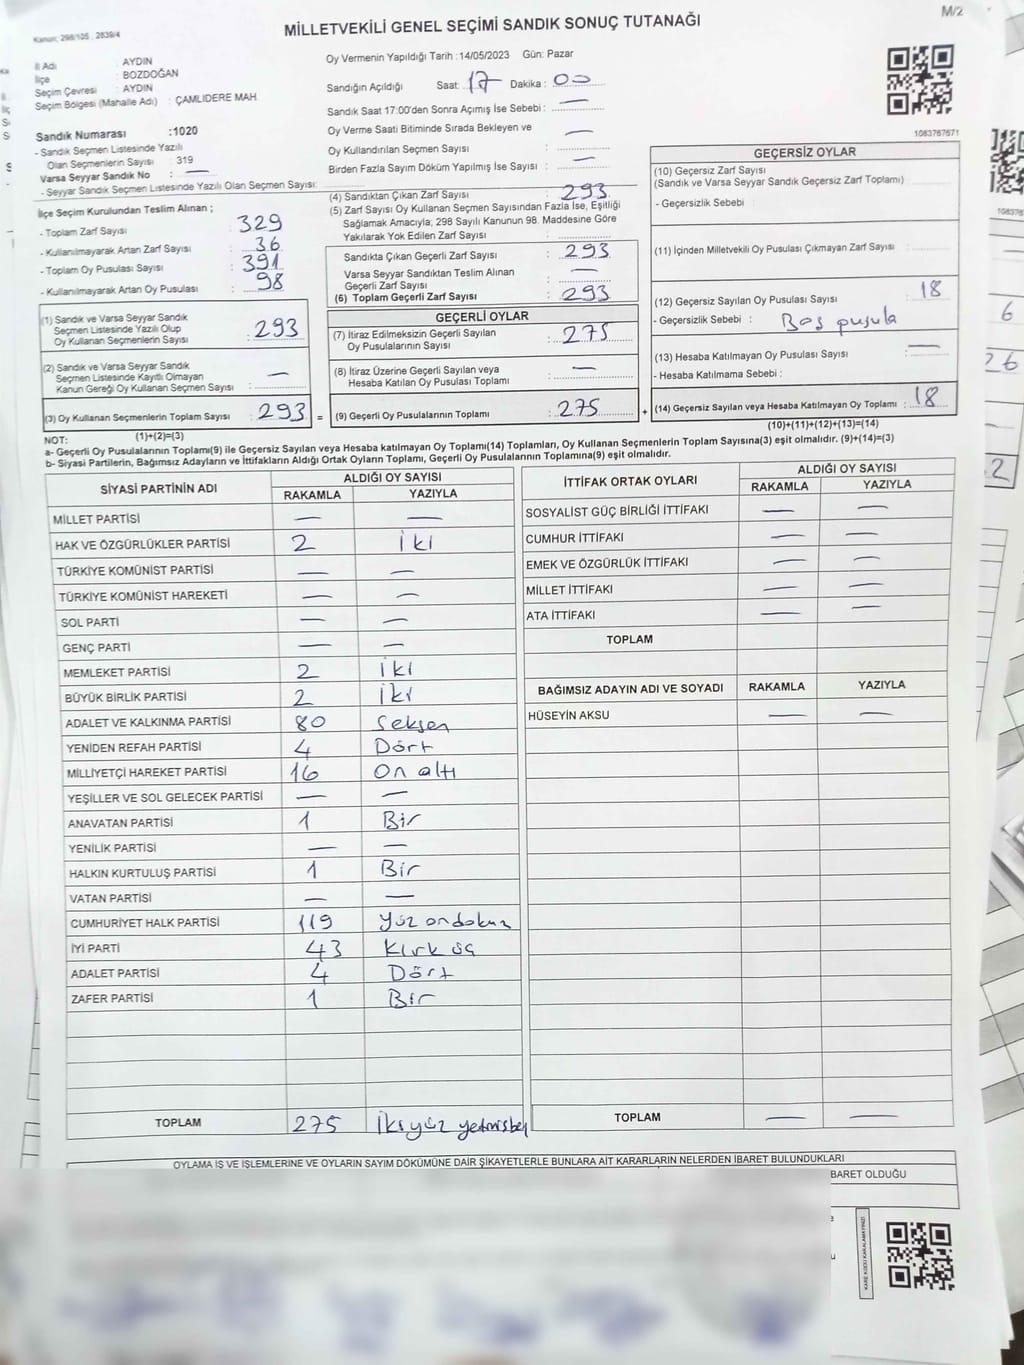 Kanun: 298/105 , 2839/4
M/2
MİLLETVEKİLİ GENEL SEÇİMİ SANDIK SONUÇ TUTANAĞI
İl Adı : AYDIN
İlçe : BOZDOĞAN
Seçim Çevresi : AYDIN
Seçim Bölgesi (Mahalle Adı) : ÇAMLIDERE MAH.
Sandık Numarası :1020
- Sandık Seçmen Listesinde Yazılı
Olan Seçmenlerin Sayısı : 319
Varsa Seyyar Sandık No : —
- Seyyar Sandık Seçmen Listesinde Yazılı Olan Seçmen Sayısı:
Oy Vermenin Yapıldığı Tarih :14/05/2023 Gün: Pazar
Sandığın Açıldığı Saat: 17 Dakika : 00
Sandık Saat 17:00'den Sonra Açımış İse Sebebi : —
Oy Verme Saati Bitiminde Sırada Bekleyen ve —
Oy Kullandırılan Seçmen Sayısı :
Birden Fazla Sayım Döküm Yapılmış İse Sayısı : —
1083767671
İlçe Seçim Kurulundan Teslim Alınan ;
- Toplam Zarf Sayısı : 329
- Kullanılmayarak Artan Zarf Sayısı : 36
- Toplam Oy Pusulası Sayısı : 391
- Kullanılmayarak Artan Oy Pusulası : 98
(4) Sandıktan Çıkan Zarf Sayısı : 293
(5) Zarf Sayısı Oy Kullanan Seçmen Sayısından Fazla İse, Eşitliği
Sağlamak Amacıyla; 298 Sayılı Kanunun 98. Maddesine Göre
Yakılarak Yok Edilen Zarf Sayısı :
Sandıkta Çıkan Geçerli Zarf Sayısı : 293
Varsa Seyyar Sandıktan Teslim Alınan
Geçerli Zarf Sayısı : —
(6) Toplam Geçerli Zarf Sayısı : 293
GEÇERSİZ OYLAR
(10) Geçersiz Zarf Sayısı
(Sandık ve Varsa Seyyar Sandık Geçersiz Zarf Toplamı) :
- Geçersizlik Sebebi :
(11) İçinden Milletvekili Oy Pusulası Çıkmayan Zarf Sayısı :
(12) Geçersiz Sayılan Oy Pusulası Sayısı : 18
- Geçersizlik Sebebi : Boş pusula
(13) Hesaba Katılmayan Oy Pusulası Sayısı : —
- Hesaba Katılmama Sebebi :
(1) Sandık ve Varsa Seyyar Sandık
Seçmen Listesinde Yazılı Olup
Oy Kullanan Seçmenlerin Sayısı : 293
(2) Sandık ve Varsa Seyyar Sandık
Seçmen Listesinde Kayıtlı Olmayan
Kanun Gereği Oy Kullanan Seçmen Sayısı : —
GEÇERLİ OYLAR
(7) İtiraz Edilmeksizin Geçerli Sayılan
Oy Pusulalarının Sayısı : 275
(8) İtiraz Üzerine Geçerli Sayılan veya
Hesaba Katılan Oy Pusulası Toplamı : —
(3) Oy Kullanan Seçmenlerin Toplam Sayısı : 293 = (9) Geçerli Oy Pusulalarının Toplamı : 275 + (14) Geçersiz Sayılan veya Hesaba Katılmayan Oy Toplamı : 18
NOT: (1)+(2)=(3) (10)+(11)+(12)+(13)=(14)
a- Geçerli Oy Pusulalarının Toplamı(9) ile Geçersiz Sayılan veya Hesaba katılmayan Oy Toplamı(14) Toplamları, Oy Kullanan Seçmenlerin Toplam Sayısına(3) eşit olmalıdır. (9)+(14)=(3)
b- Siyasi Partilerin, Bağımsız Adayların ve İttifakların Aldığı Ortak Oyların Toplamı, Geçerli Oy Pusulalarının Toplamına(9) eşit olmalıdır.
SİYASİ PARTİNİN ADI ALDIĞI OY SAYISI
RAKAMLA YAZIYLA
MİLLET PARTİSİ — —
HAK VE ÖZGÜRLÜKLER PARTİSİ 2 iki
TÜRKİYE KOMÜNİST PARTİSİ — —
TÜRKİYE KOMÜNİST HAREKETİ — —
SOL PARTİ — —
GENÇ PARTİ — —
MEMLEKET PARTİSİ 2 iki
BÜYÜK BİRLİK PARTİSİ 2 iki
ADALET VE KALKINMA PARTİSİ 80 Seksen
YENİDEN REFAH PARTİSİ 4 Dört
MİLLİYETÇİ HAREKET PARTİSİ 16 On altı
YEŞİLLER VE SOL GELECEK PARTİSİ — —
ANAVATAN PARTİSİ 1 Bir
YENİLİK PARTİSİ — —
HALKIN KURTULUŞ PARTİSİ 1 Bir
VATAN PARTİSİ — —
CUMHURİYET HALK PARTİSİ 119 Yüz ondokuz
İYİ PARTİ 43 Kırk üç
ADALET PARTİSİ 4 Dört
ZAFER PARTİSİ 1 Bir
TOPLAM 275 İkiyüz yetmişbeş
İTTİFAK ORTAK OYLARI ALDIĞI OY SAYISI
RAKAMLA YAZIYLA
SOSYALİST GÜÇ BİRLİĞİ İTTİFAKI — —
CUMHUR İTTİFAKI — —
EMEK VE ÖZGÜRLÜK İTTİFAKI — —
MİLLET İTTİFAKI — —
ATA İTTİFAKI — —
TOPLAM
BAĞIMSIZ ADAYIN ADI VE SOYADI RAKAMLA YAZIYLA
HÜSEYİN AKSU — —
TOPLAM — —
OYLAMA İŞ VE İŞLEMLERİNE VE OYLARIN SAYIM DÖKÜMÜNE DAİR ŞİKAYETLERLE BUNLARA AİT KARARLARIN NELERDEN İBARET BULUNDUKLARI
BARET OLDUĞU
KARE KODU KARALAMAYINIZ!